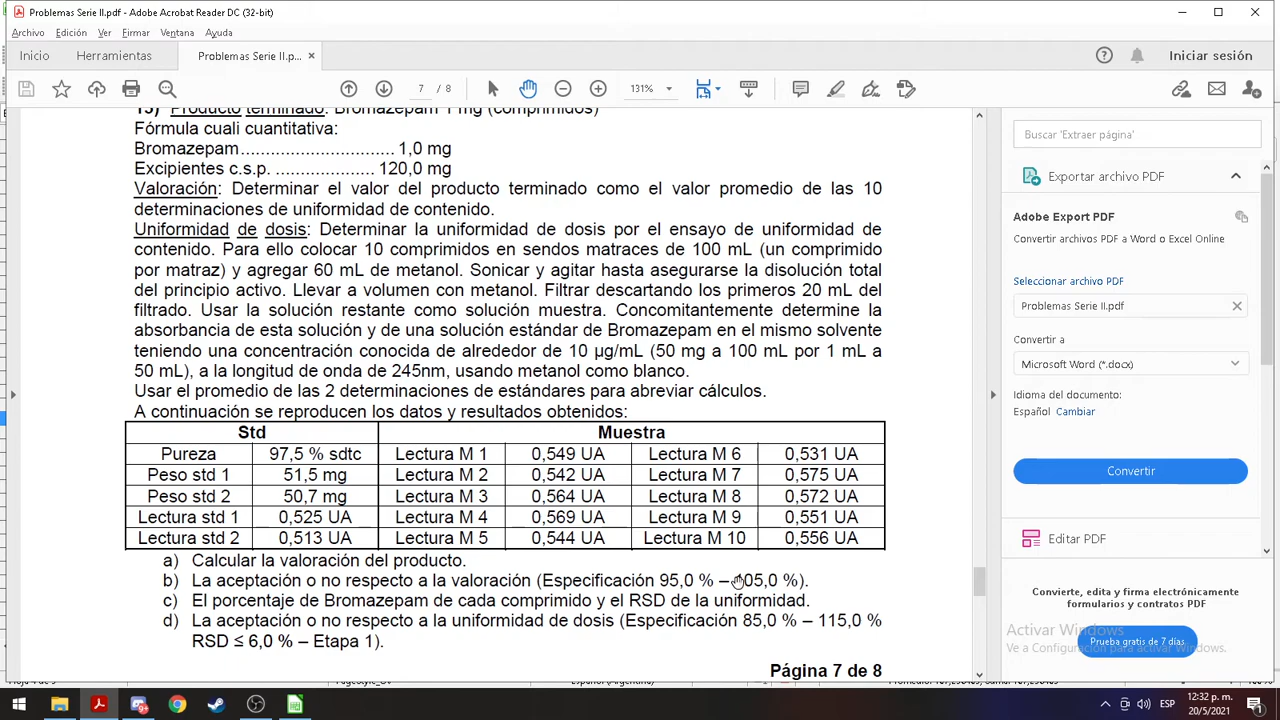 Problemas Serie II.pdf - Adobe Acrobat Reader DC (32-bit)
Archivo Edición Ver Firmar Ventana Ayuda
Inicio Herramientas Problemas Serie II.p... × Iniciar sesión
7 / 8 131%
15) Producto terminado: Bromazepam 1 mg (comprimidos)
Fórmula cuali cuantitativa:
Bromazepam.............................. 1,0 mg
Excipientes c.s.p. .................... 120,0 mg
Valoración: Determinar el valor del producto terminado como el valor promedio de las 10
determinaciones de uniformidad de contenido.
Uniformidad de dosis: Determinar la uniformidad de dosis por el ensayo de uniformidad de
contenido. Para ello colocar 10 comprimidos en sendos matraces de 100 mL (un comprimido
por matraz) y agregar 60 mL de metanol. Sonicar y agitar hasta asegurarse la disolución total
del principio activo. Llevar a volumen con metanol. Filtrar descartando los primeros 20 mL del
filtrado. Usar la solución restante como solución muestra. Concomitantemente determine la
absorbancia de esta solución y de una solución estándar de Bromazepam en el mismo solvente
teniendo una concentración conocida de alrededor de 10 µg/mL (50 mg a 100 mL por 1 mL a
50 mL), a la longitud de onda de 245nm, usando metanol como blanco.
Usar el promedio de las 2 determinaciones de estándares para abreviar cálculos.
A continuación se reproducen los datos y resultados obtenidos:
Std Muestra
Pureza 97,5 % sdtc Lectura M 1 0,549 UA Lectura M 6 0,531 UA
Peso std 1 51,5 mg Lectura M 2 0,542 UA Lectura M 7 0,575 UA
Peso std 2 50,7 mg Lectura M 3 0,564 UA Lectura M 8 0,572 UA
Lectura std 1 0,525 UA Lectura M 4 0,569 UA Lectura M 9 0,551 UA
Lectura std 2 0,513 UA Lectura M 5 0,544 UA Lectura M 10 0,556 UA
a) Calcular la valoración del producto.
b) La aceptación o no respecto a la valoración (Especificación 95,0 % – 105,0 %).
c) El porcentaje de Bromazepam de cada comprimido y el RSD de la uniformidad.
d) La aceptación o no respecto a la uniformidad de dosis (Especificación 85,0 % – 115,0 %
RSD ≤ 6,0 % – Etapa 1).
Página 7 de 8
Buscar 'Extraer página'
Exportar archivo PDF
Adobe Export PDF
Convertir archivos PDF a Word o Excel Online
Seleccionar archivo PDF
Problemas Serie II.pdf
Convertir a
Microsoft Word (*.docx)
Idioma del documento:
Español Cambiar
Convertir
Editar PDF
Convierte, edita y firma electrónicamente
formularios y contratos PDF
Prueba gratis de 7 días
Activar Windows
Ve a Configuración para activar Windows.
ESP
12:32 p. m.
20/5/2021